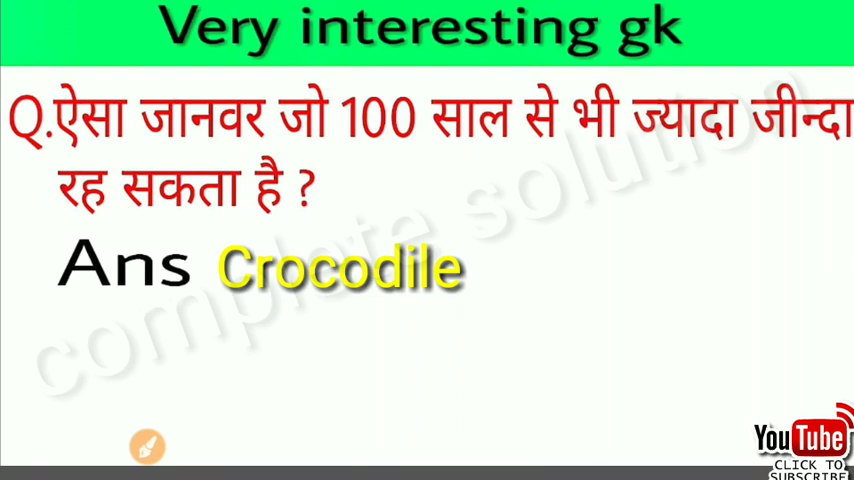 Very interesting gk
Q.ऐसा जानवर जो 100 साल से भी ज्यादा जीन्दा
रह सकता है ?
Ans Crocodile
complete solution
YouTube
CLICK TO
SUBSCRIBE